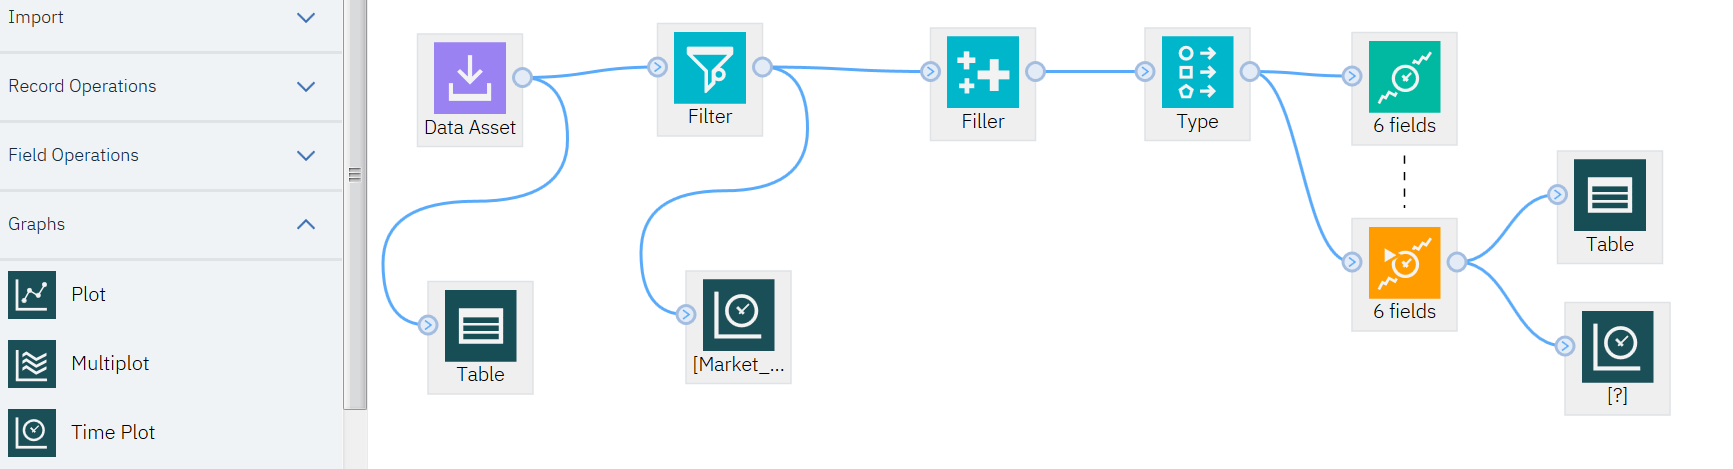 Import
Record Operations
Field Operations
Graphs
Plot
Multiplot
Time Plot
Data Asset
Filter
Filler
Type
6 fields
Table
6 fields
Table
[Market_...
[?]